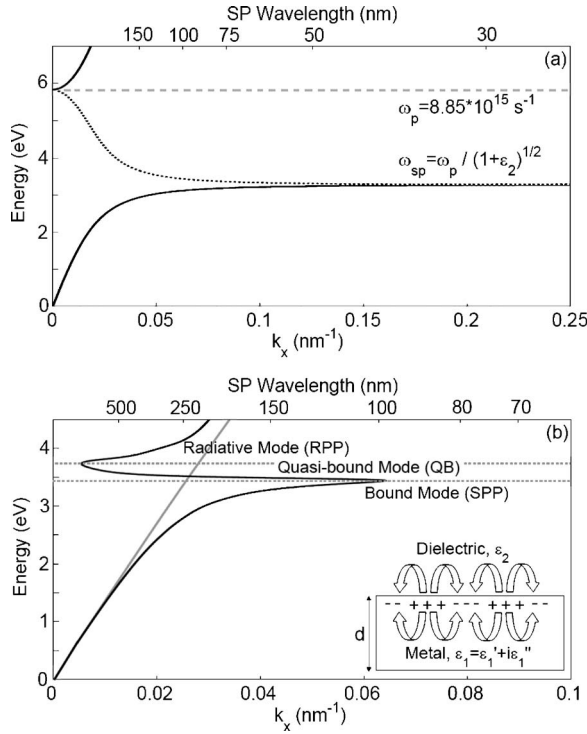 SP Wavelength (nm)
150 100 75 50 30
(a)
6
4
2
0
Energy (eV)
ωp=8.85*10¹⁵ s⁻¹
ωsp=ωp / (1+ε₂)¹ᐟ²
0 0.05 0.1 0.15 0.2 0.25
kₓ (nm⁻¹)
SP Wavelength (nm)
500 250 150 100 80 70
(b)
4
3
2
1
0
Energy (eV)
Radiative Mode (RPP)
Quasi-bound Mode (QB)
Bound Mode (SPP)
Dielectric, ε₂
-- +++ --- +++ --
d
Metal, ε₁=ε₁'+iε₁''
0 0.02 0.04 0.06 0.08 0.1
kₓ (nm⁻¹)